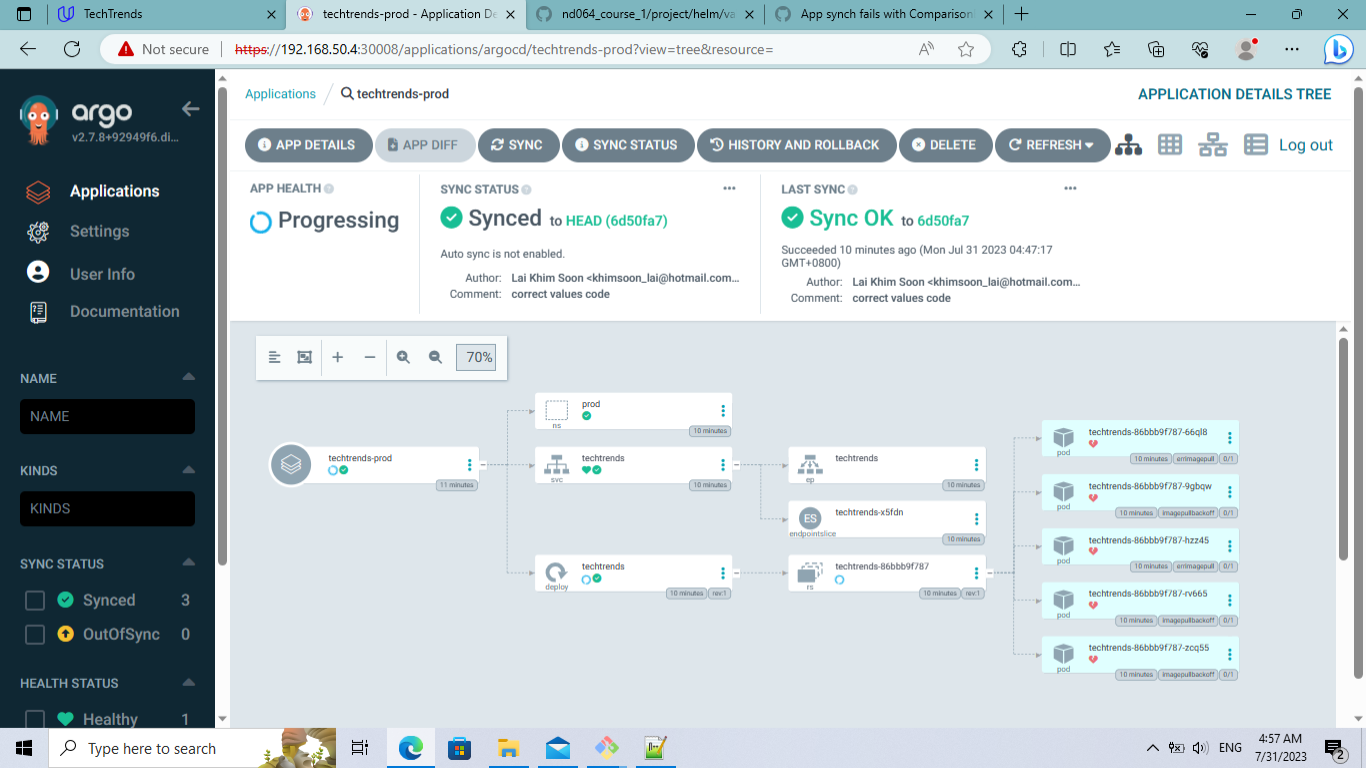 TechTrends
techtrends-prod - Application De
nd064_course_1/project/helm/va
App sync fails with Comparison
Not secure
https://192.168.50.4:30008/applications/argocd/techtrends-prod?view=tree&resource=
argo
v2.7.8+92949f6.di...
Applications
Settings
User Info
Documentation
NAME
NAME
KINDS
KINDS
SYNC STATUS
Synced 3
OutOfSync 0
HEALTH STATUS
Healthy 1
Applications
techtrends-prod
APPLICATION DETAILS TREE
APP DETAILS
APP DIFF
SYNC
SYNC STATUS
HISTORY AND ROLLBACK
DELETE
REFRESH
Log out
APP HEALTH
Progressing
SYNC STATUS
Synced to HEAD (6d50fa7)
Auto sync is not enabled.
Author: Lai Khim Soon <khimsoon_lai@hotmail.com...
Comment: correct values code
LAST SYNC
Sync OK to 6d50fa7
Succeeded 10 minutes ago (Mon Jul 31 2023 04:47:17
GMT+0800)
Author: Lai Khim Soon <khimsoon_lai@hotmail.com...
Comment: correct values code
70%
techtrends-prod
11 minutes
prod
ns
10 minutes
techtrends
svc
10 minutes
techtrends
deploy
10 minutes rev:1
techtrends
ep
10 minutes
ES
techtrends-x5fdn
endpointslice
10 minutes
techtrends-86bbb9f787
rs
10 minutes rev:1
techtrends-86bbb9f787-66ql8
pod
10 minutes errimagepull 0/1
techtrends-86bbb9f787-9gbqw
pod
10 minutes imagepullbackoff 0/1
techtrends-86bbb9f787-hzz45
pod
10 minutes errimagepull 0/1
techtrends-86bbb9f787-rv665
pod
10 minutes imagepullbackoff 0/1
techtrends-86bbb9f787-zcq55
pod
10 minutes imagepullbackoff 0/1
Type here to search
ENG
4:57 AM
7/31/2023
2